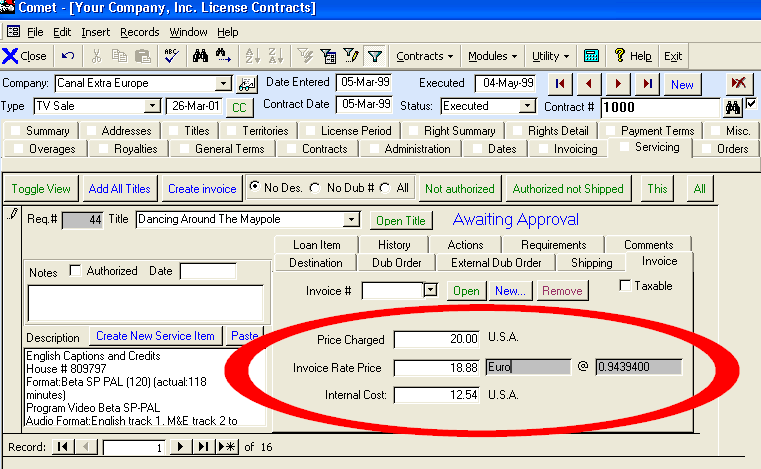 Comet - [Your Company, Inc. License Contracts]
File Edit Insert Records Window Help
Close Contracts Modules Utility Help Exit
Company: Canal Extra Europe Date Entered 05-Mar-99 Executed 04-May-99 New
Type TV Sale 26-Mar-01 CC Contract Date 05-Mar-99 Status: Executed Contract # 1000
Summary Addresses Titles Territories License Period Right Summary Rights Detail Payment Terms Misc.
Overages Royalties General Terms Contracts Administration Dates Invoicing Servicing Orders
Toggle View Add All Titles Create invoice No Des. No Dub # All Not authorized Authorized not Shipped This All
Req.# 44 Title Dancing Around The Maypole Open Title Awaiting Approval
Loan Item History Actions Requirements Comments
Destination Dub Order External Dub Order Shipping Invoice
Notes Authorized Date
Invoice # Open New... Remove Taxable
Price Charged 20.00 U.S.A.
Description Create New Service Item Paste
Invoice Rate Price 18.88 Euro @ 0.9439400
Internal Cost: 12.54 U.S.A.
English Captions and Credits
House # 809797
Format:Beta SP PAL (120) (actual:118
minutes)
Program Video Beta SP-PAL
Audio Format:English track 1. M&E track 2 to
Record: 1 of 16